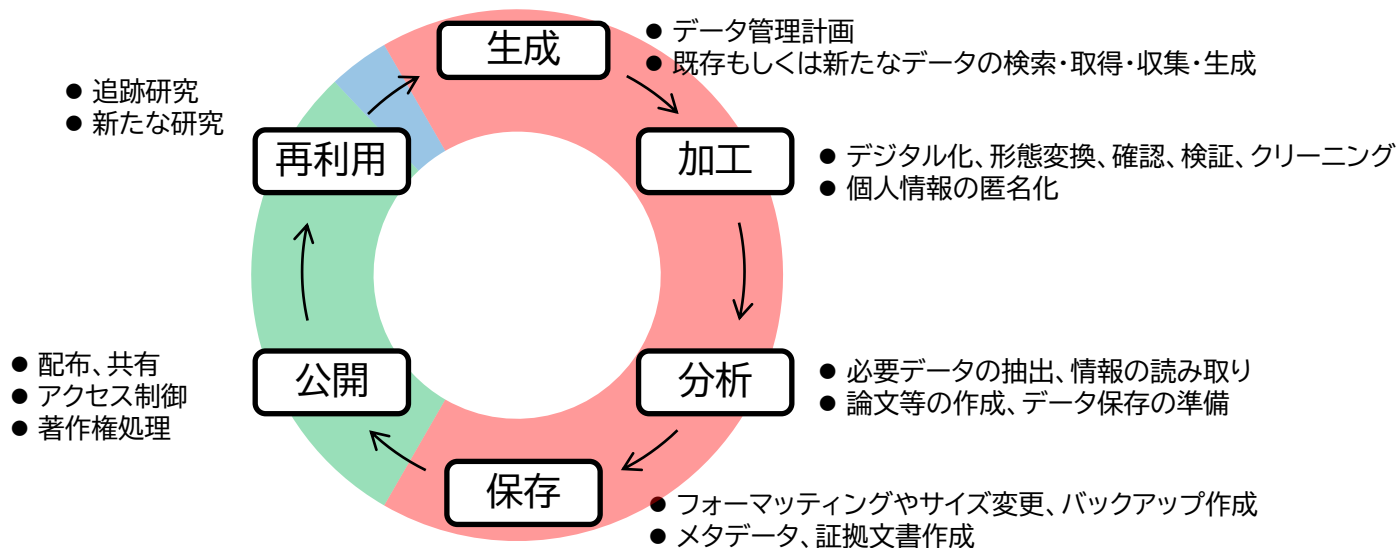 生成
● データ管理計画
● 既存もしくは新たなデータの検索・取得・収集・生成
加工
● デジタル化、形態変換、確認、検証、クリーニング
● 個人情報の匿名化
分析
● 必要データの抽出、情報の読み取り
● 論文等の作成、データ保存の準備
保存
● フォーマッティングやサイズ変更、バックアップ作成
● メタデータ、証拠文書作成
公開
● 配布、共有
● アクセス制御
● 著作権処理
再利用
● 追跡研究
● 新たな研究